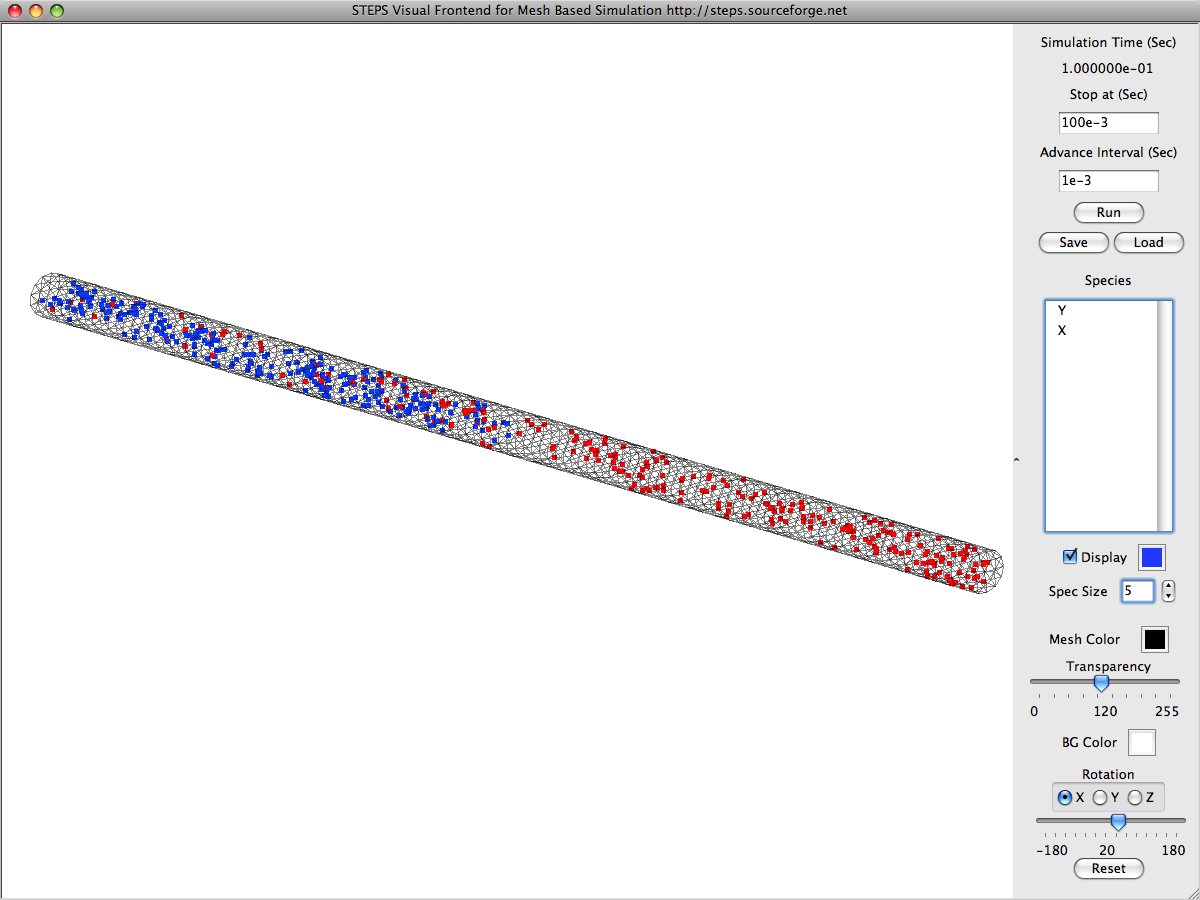 STEPS Visual Frontend for Mesh Based Simulation http://steps.sourceforge.net
Simulation Time (Sec)
1.000000e-01
Stop at (Sec)
100e-3
Advance Interval (Sec)
1e-3
Run
Save Load
Species
Y
X
Display
Spec Size 5
Mesh Color
Transparency
0 120 255
BG Color
Rotation
X Y Z
-180 20 180
Reset